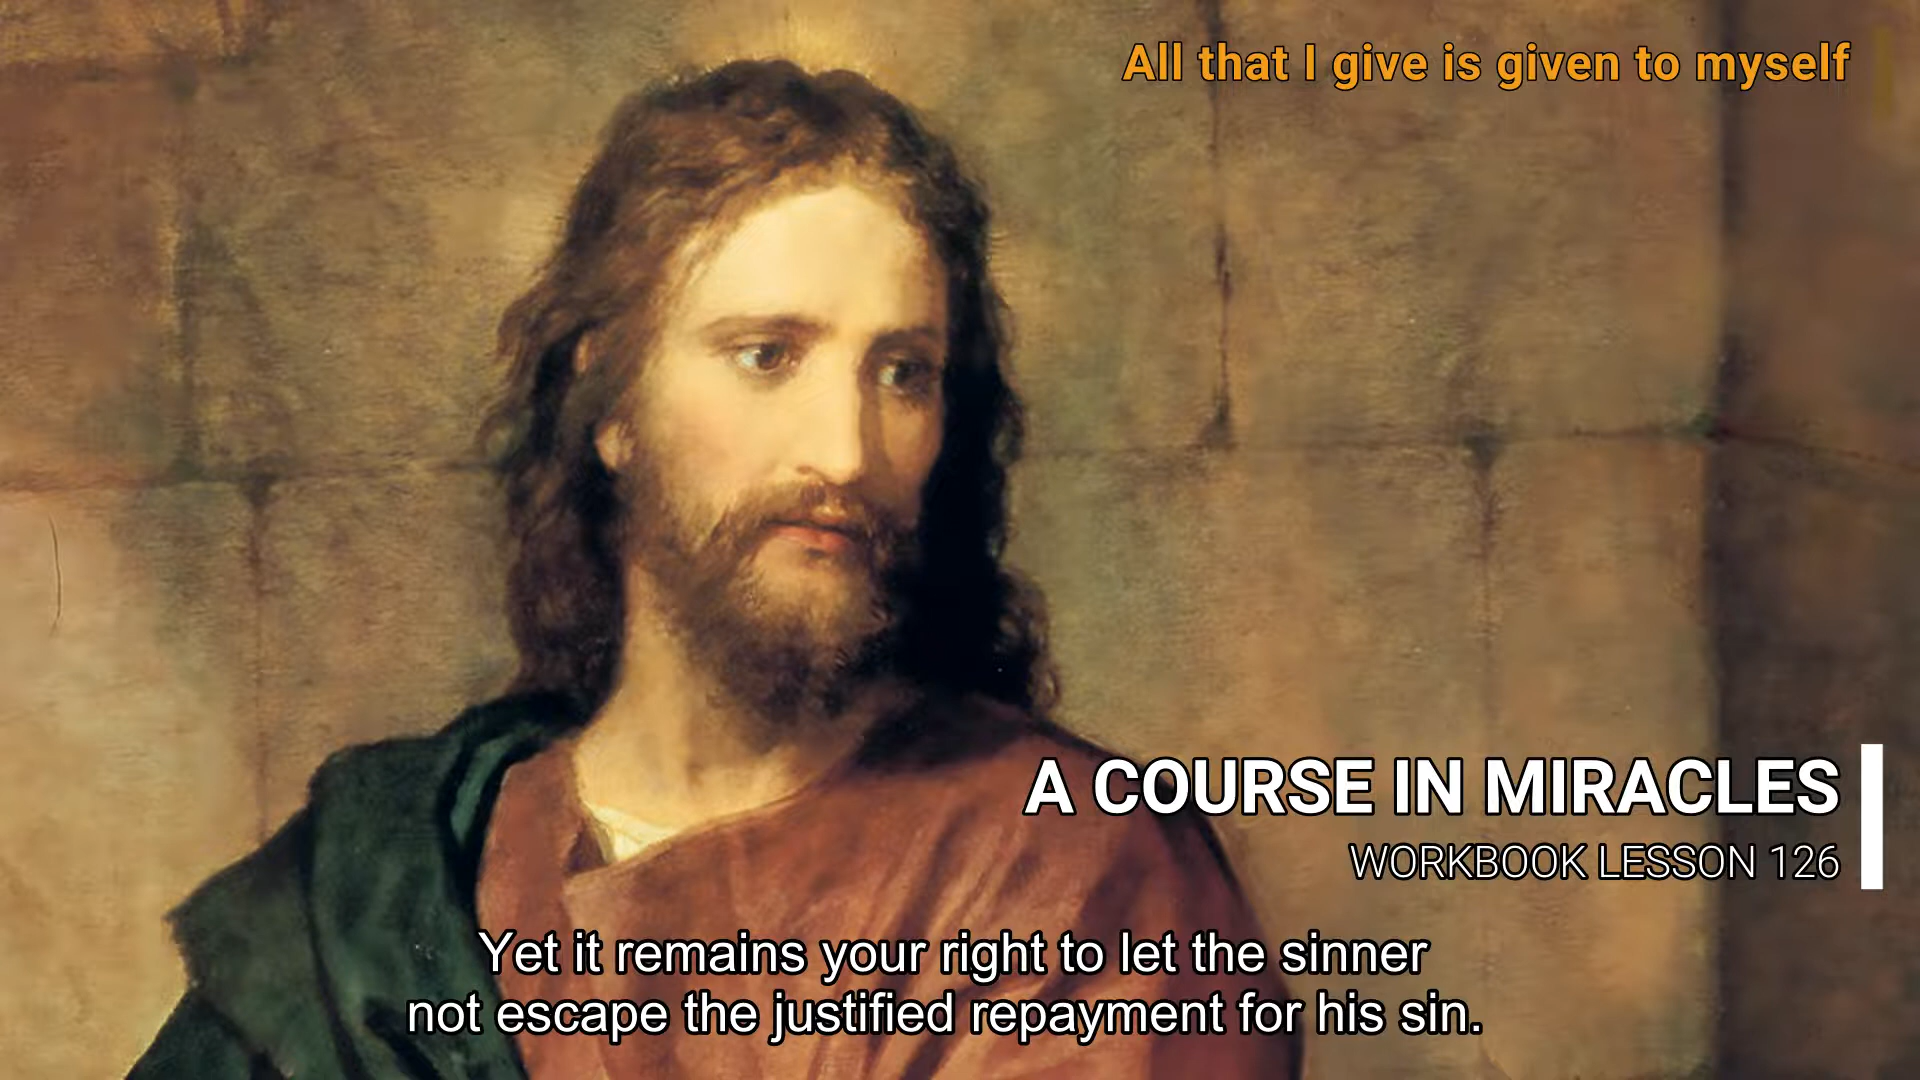 All that I give is given to myself
A COURSE IN MIRACLES
WORKBOOK LESSON 126
Yet it remains your right to let the sinner
not escape the justified repayment for his sin.